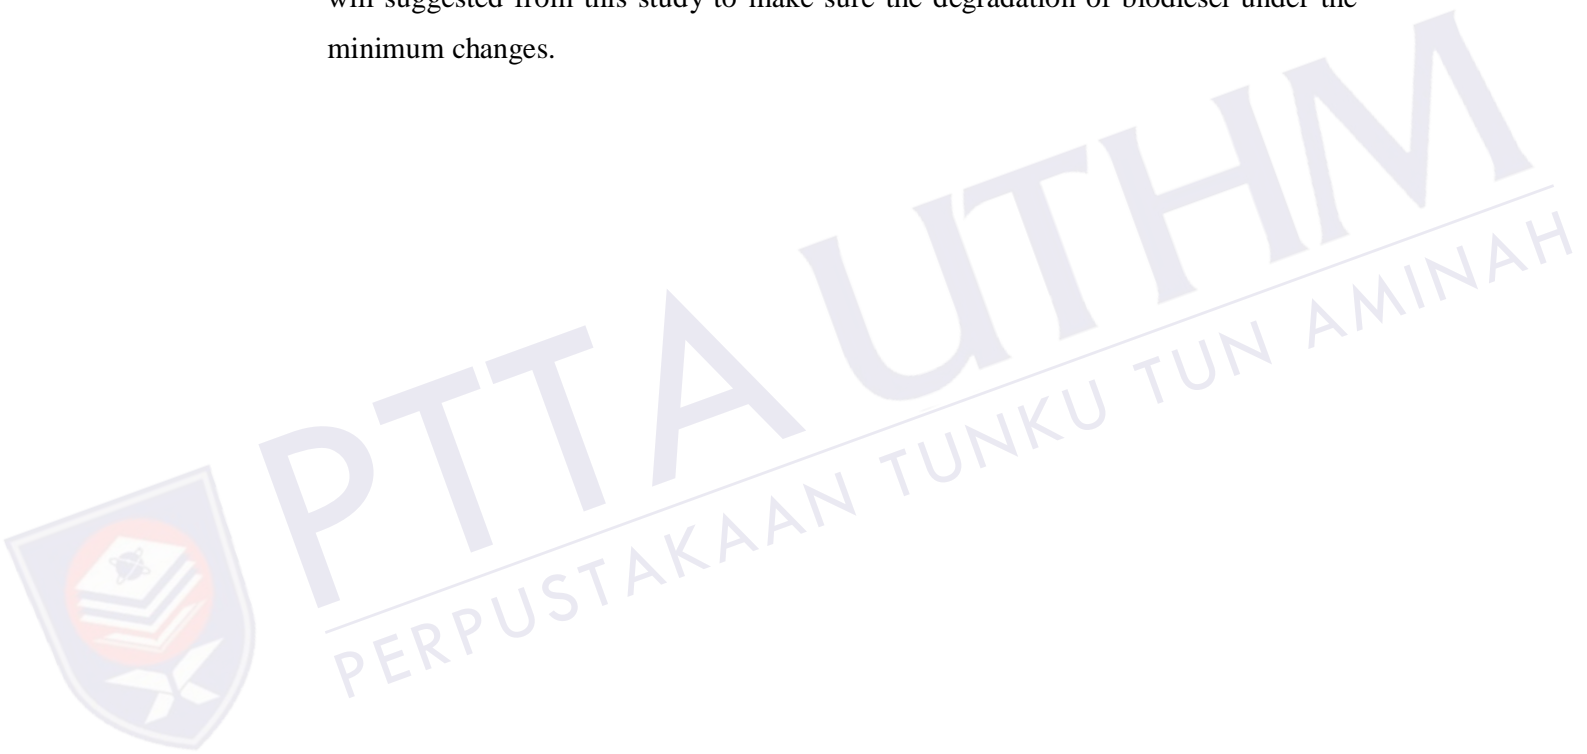 will suggested from this study to make sure the degradation of biodiesel under the
minimum changes.
PTTA UTHM
PERPUSTAKAAN TUNKU TUN AMINAH